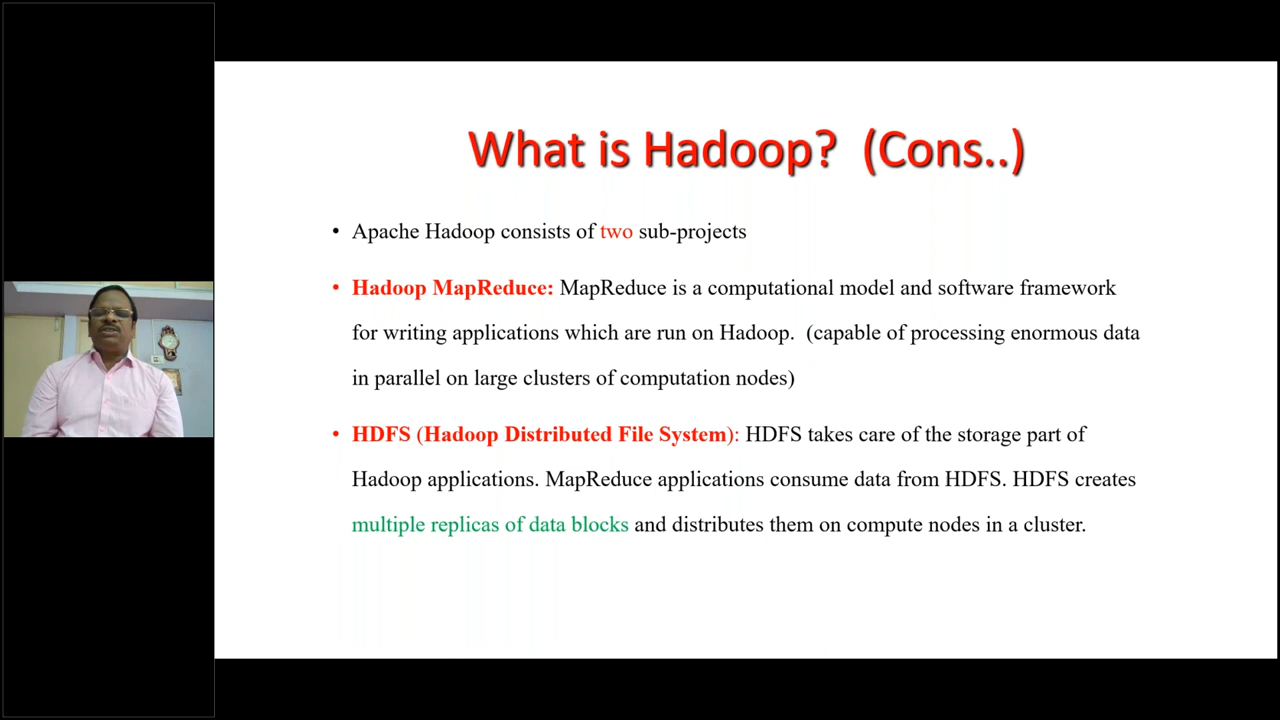 What is Hadoop? (Cons..)
• Apache Hadoop consists of two sub-projects
• Hadoop MapReduce: MapReduce is a computational model and software framework
for writing applications which are run on Hadoop. (capable of processing enormous data
in parallel on large clusters of computation nodes)
• HDFS (Hadoop Distributed File System): HDFS takes care of the storage part of
Hadoop applications. MapReduce applications consume data from HDFS. HDFS creates
multiple replicas of data blocks and distributes them on compute nodes in a cluster.